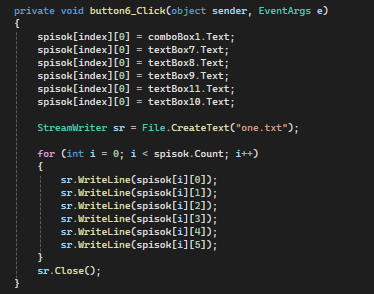 private void button6_Click(object sender, EventArgs e)
{
    spisok[index][0] = comboBox1.Text;
    spisok[index][0] = textBox7.Text;
    spisok[index][0] = textBox8.Text;
    spisok[index][0] = textBox9.Text;
    spisok[index][0] = textBox11.Text;
    spisok[index][0] = textBox10.Text;

    StreamWriter sr = File.CreateText("one.txt");

    for (int i = 0; i < spisok.Count; i++)
    {
        sr.WriteLine(spisok[i][0]);
        sr.WriteLine(spisok[i][1]);
        sr.WriteLine(spisok[i][2]);
        sr.WriteLine(spisok[i][3]);
        sr.WriteLine(spisok[i][4]);
        sr.WriteLine(spisok[i][5]);
    }
    sr.Close();
}